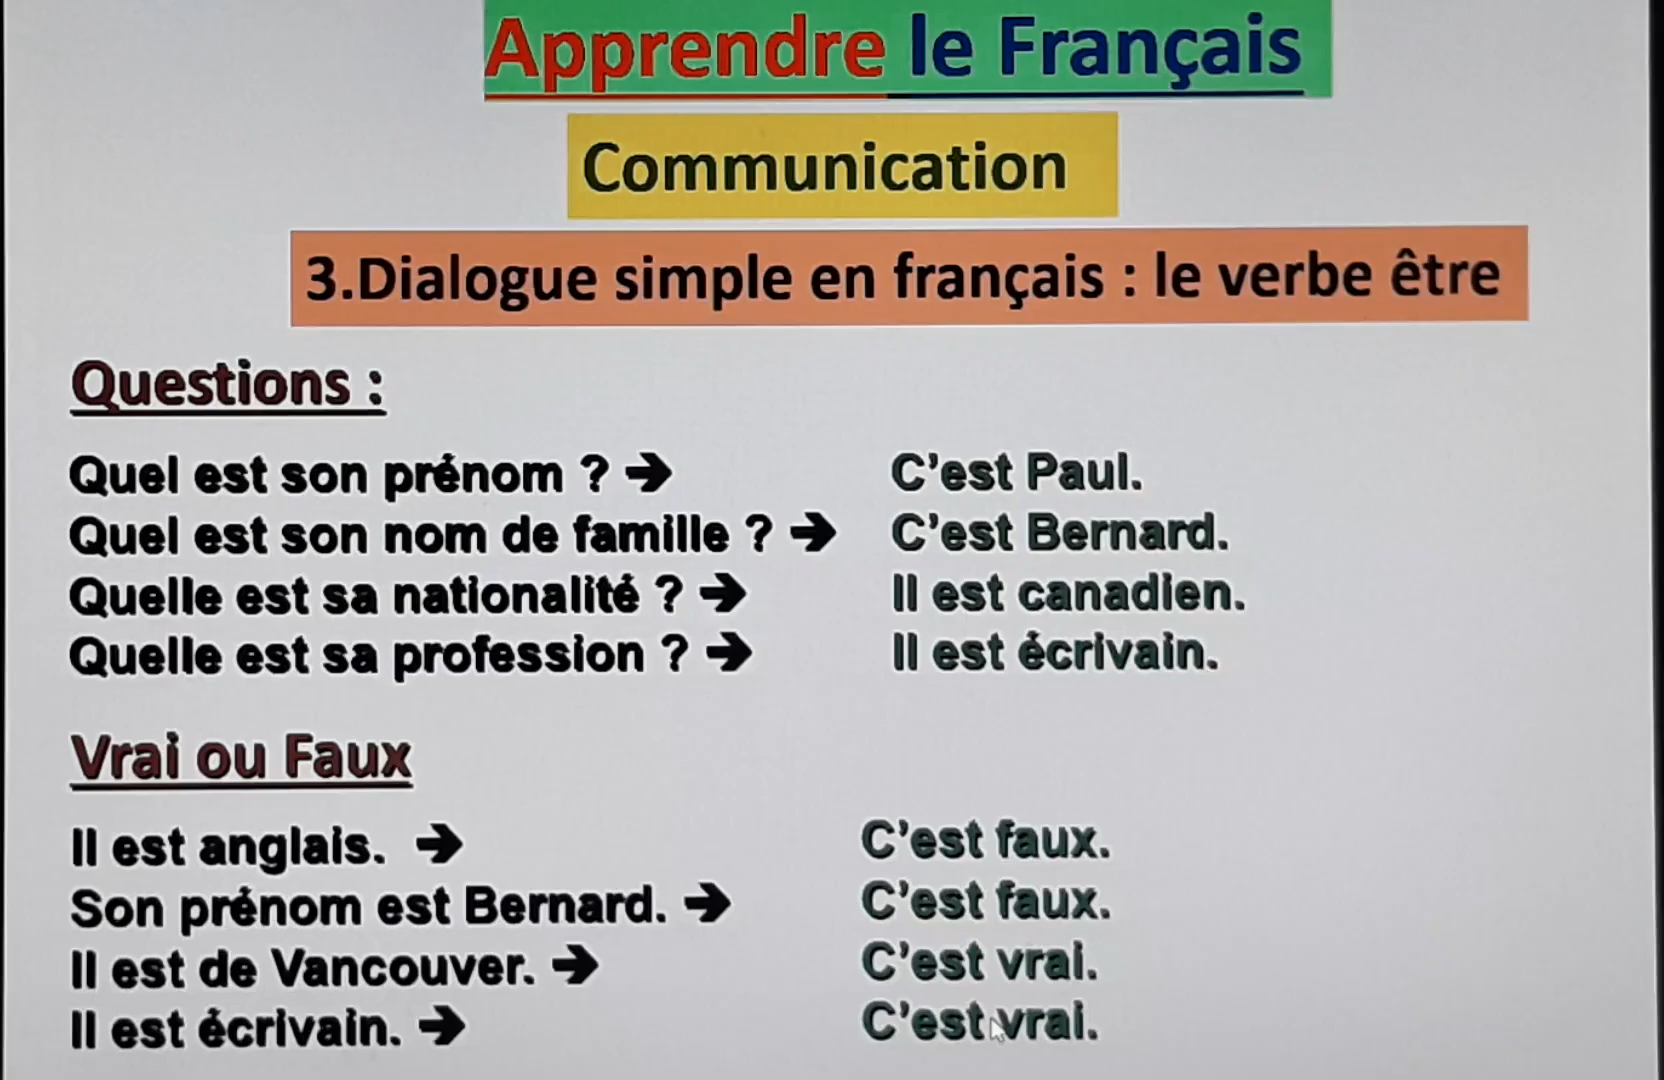 Apprendre le Français
Communication
3.Dialogue simple en français : le verbe être
Questions :
Quel est son prénom ? ➔ C'est Paul.
Quel est son nom de famille ? ➔ C'est Bernard.
Quelle est sa nationalité ? ➔ Il est canadien.
Quelle est sa profession ? ➔ Il est écrivain.
Vrai ou Faux
Il est anglais. ➔ C'est faux.
Son prénom est Bernard. ➔ C'est faux.
Il est de Vancouver. ➔ C'est vrai.
Il est écrivain. ➔ C'est vrai.